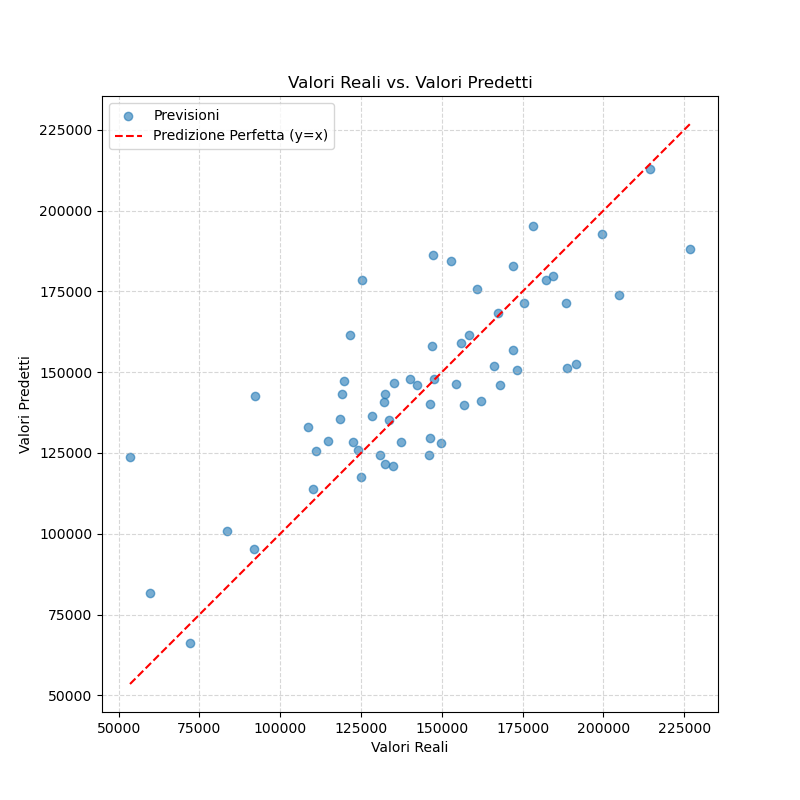 Valori Reali vs. Valori Predetti
Previsioni
Predizione Perfetta (y=x)
225000
200000
175000
150000
125000
100000
75000
50000
Valori Predetti
50000 75000 100000 125000 150000 175000 200000 225000
Valori Reali